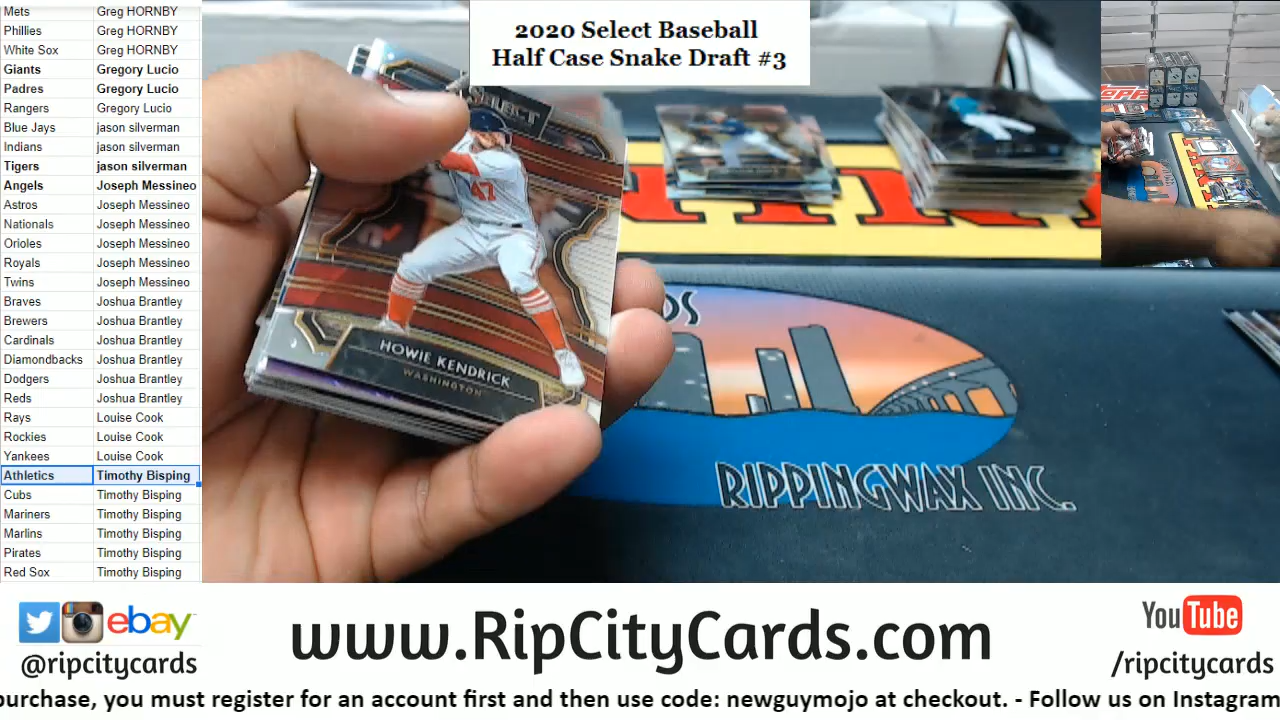 2020 Select Baseball
Half Case Snake Draft #3
Mets Greg HORNBY
Phillies Greg HORNBY
White Sox Greg HORNBY
Giants Gregory Lucio
Padres Gregory Lucio
Rangers Gregory Lucio
Blue Jays jason silverman
Indians jason silverman
Tigers jason silverman
Angels Joseph Messineo
Astros Joseph Messineo
Nationals Joseph Messineo
Orioles Joseph Messineo
Royals Joseph Messineo
Twins Joseph Messineo
Braves Joshua Brantley
Brewers Joshua Brantley
Cardinals Joshua Brantley
Diamondbacks Joshua Brantley
Dodgers Joshua Brantley
Reds Joshua Brantley
Rays Louise Cook
Rockies Louise Cook
Yankees Louise Cook
Athletics Timothy Bisping
Cubs Timothy Bisping
Mariners Timothy Bisping
Marlins Timothy Bisping
Pirates Timothy Bisping
Red Sox Timothy Bisping
SELECT
47
HOWIE KENDRICK
WASHINGTON
RIPPINGWAX INC.
ebay
@ripcitycards
www.RipCityCards.com
YouTube
/ripcitycards
purchase, you must register for an account first and then use code: newguymojo at checkout. - Follow us on Instagram